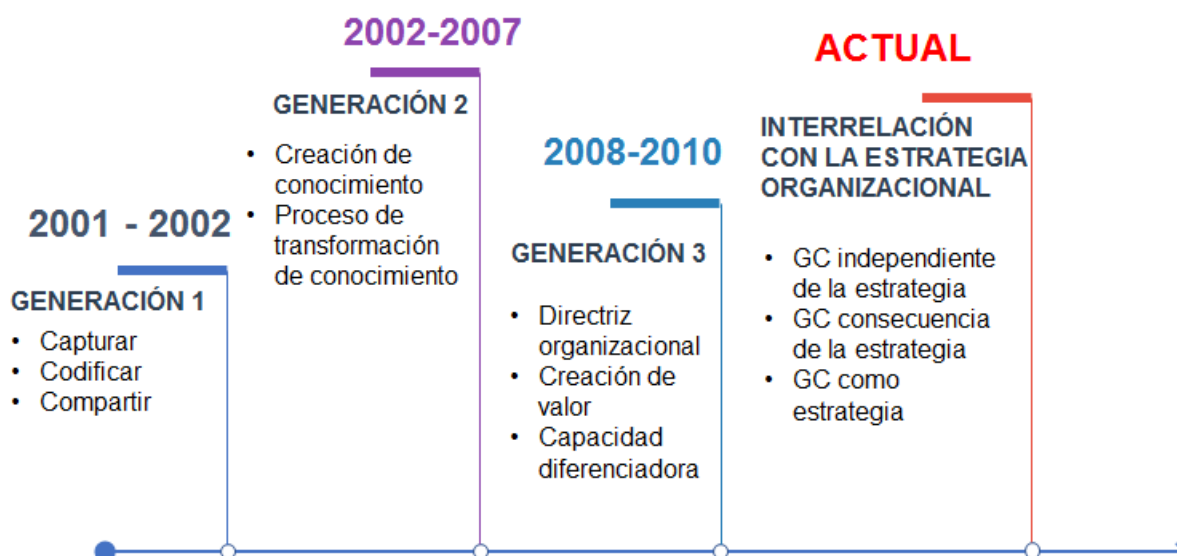 2001 - 2002
GENERACIÓN 1
• Capturar
• Codificar
• Compartir
2002-2007
GENERACIÓN 2
• Creación de
conocimiento
• Proceso de
transformación
de conocimiento
2008-2010
GENERACIÓN 3
• Directriz
organizacional
• Creación de
valor
• Capacidad
diferenciadora
ACTUAL
INTERRELACIÓN
CON LA ESTRATEGIA
ORGANIZACIONAL
• GC independiente
de la estrategia
• GC consecuencia
de la estrategia
• GC como
estrategia